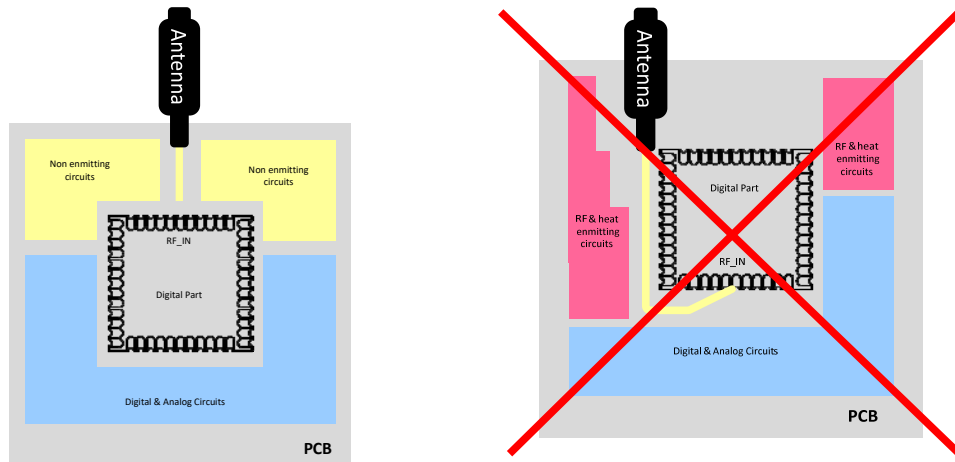 Antenna
Non enmitting
circuits
Non enmitting
circuits
RF_IN
Digital Part
Digital & Analog Circuits
PCB
Antenna
RF & heat
enmitting
circuits
Digital Part
RF & heat
enmitting
circuits
RF_IN
Digital & Analog Circuits
PCB